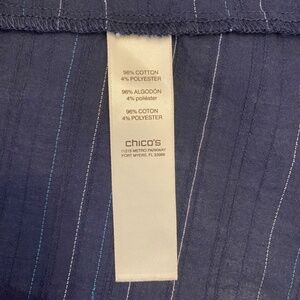 96% COTTON
4% POLYESTER
96% ALGODÓN
4% poliéster
96% COTON
4% POLYESTER
chico's
11215 METRO PARKWAY
FORT MYERS, FL 33966